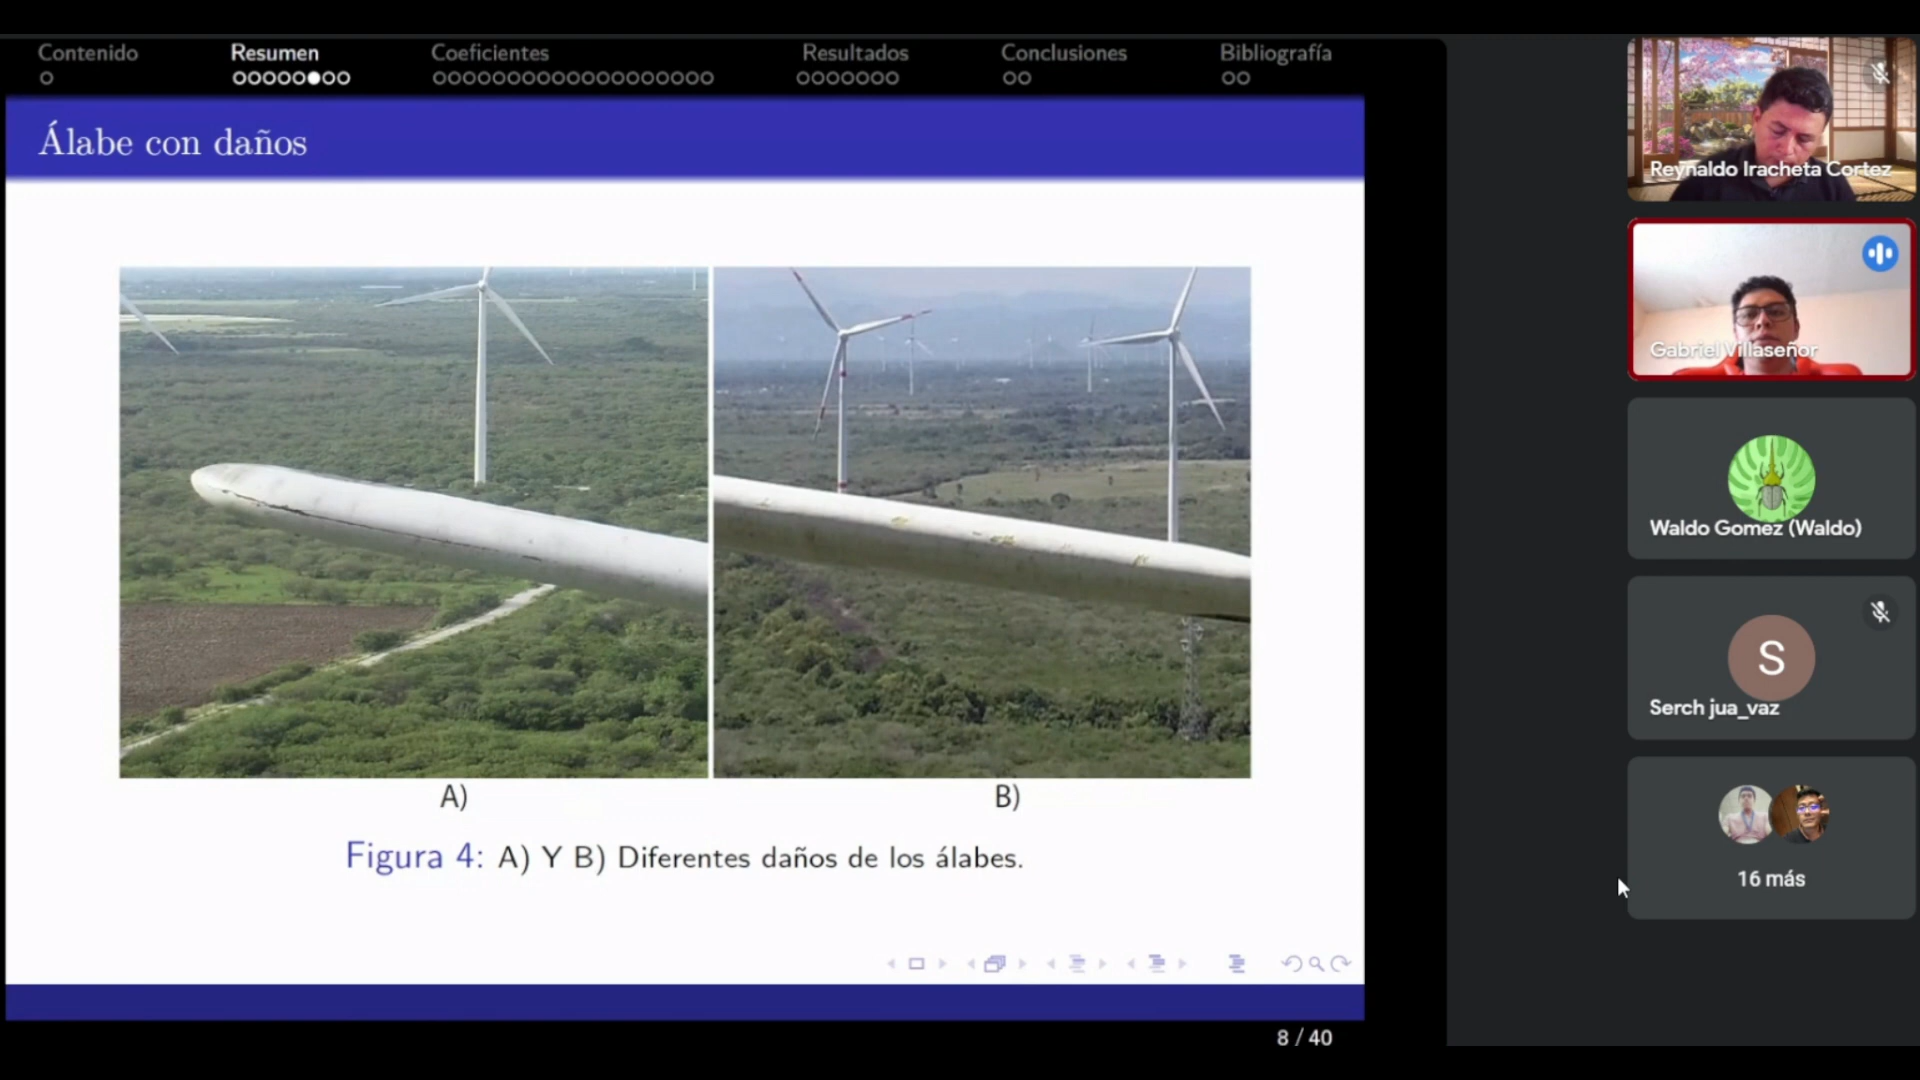 Contenido
Resumen
Coeficientes
Resultados
Conclusiones
Bibliografía
Álabe con daños
A)
B)
Figura 4: A) Y B) Diferentes daños de los álabes.
8 / 40
Reynaldo Iracheta Cortez
Gabriel Villaseñor
Waldo Gomez (Waldo)
S
Serch jua_vaz
16 más